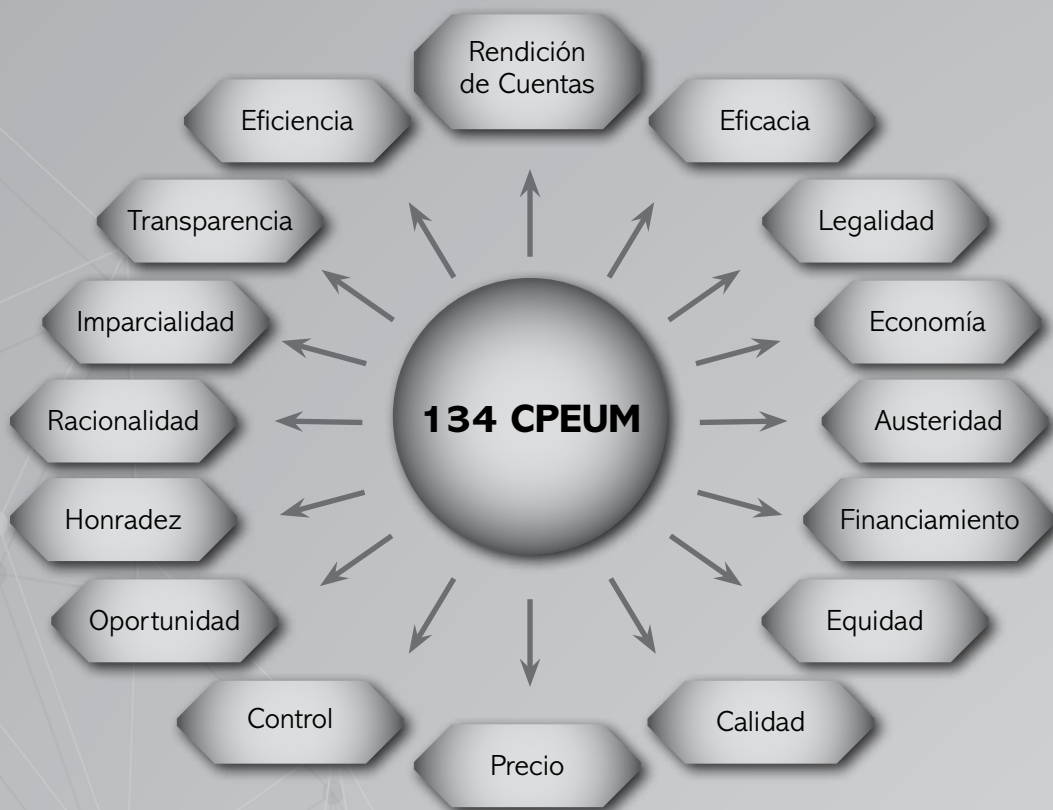 Rendición
de Cuentas
Eficiencia
Eficacia
Transparencia
Legalidad
Imparcialidad
Economía
134 CPEUM
Racionalidad
Austeridad
Honradez
Financiamiento
Oportunidad
Equidad
Control
Calidad
Precio